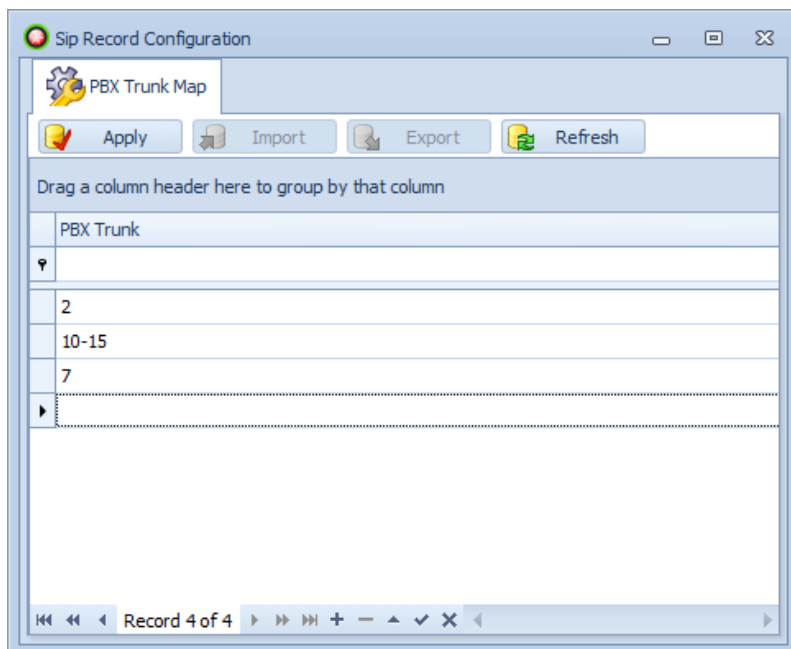 Sip Record Configuration
PBX Trunk Map
Apply Import Export Refresh
Drag a column header here to group by that column
PBX Trunk
2
10-15
7
Record 4 of 4